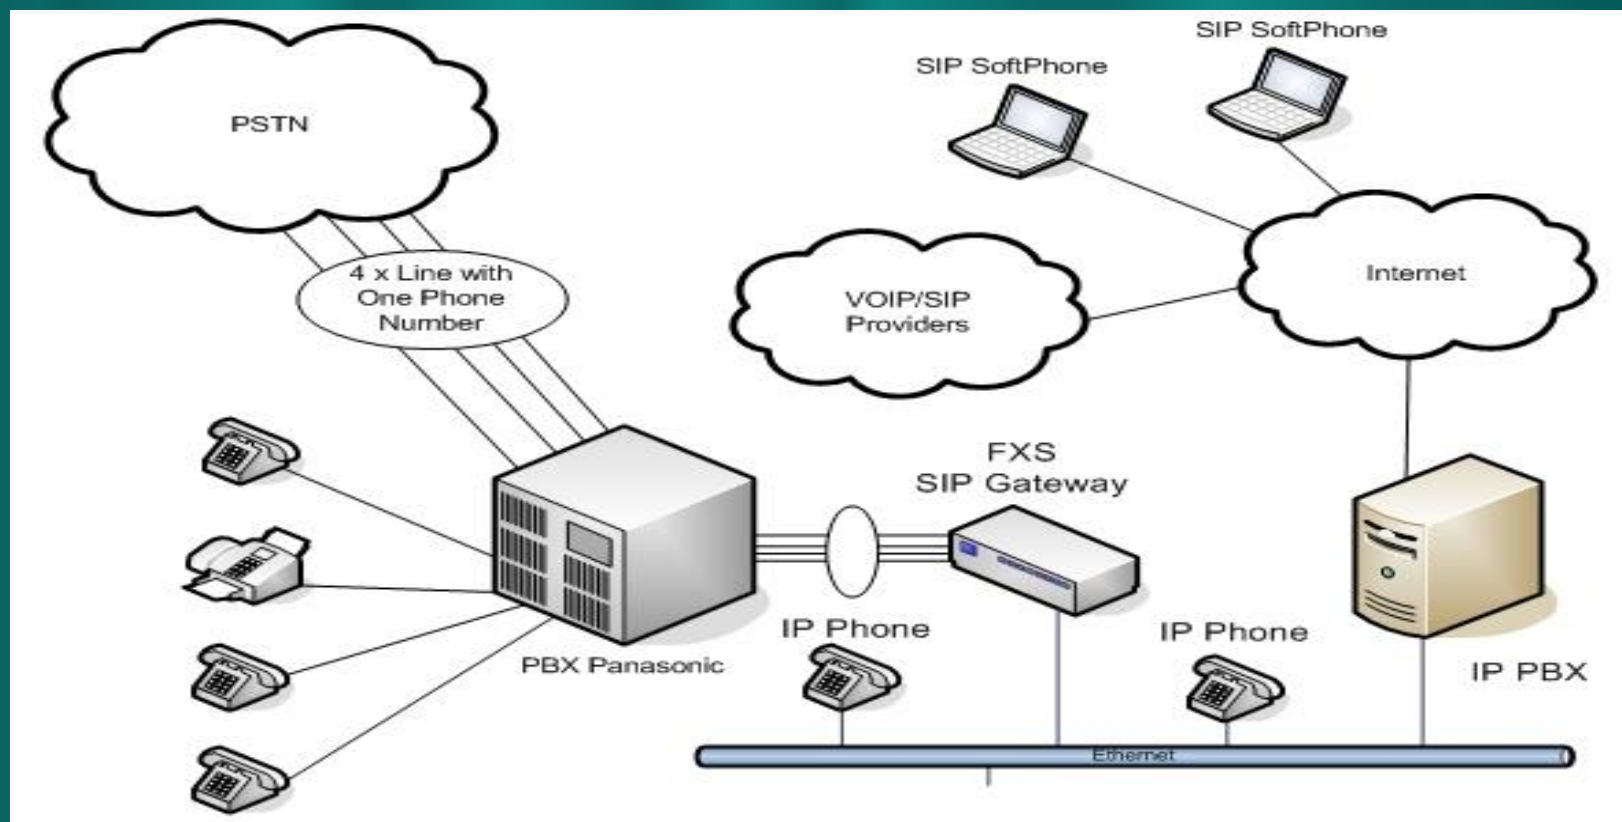 SIP SoftPhone
SIP SoftPhone
PSTN
4 x Line with
One Phone
Number
VOIP/SIP
Providers
Internet
FXS
SIP Gateway
PBX Panasonic
IP Phone
IP Phone
IP PBX
Ethernet